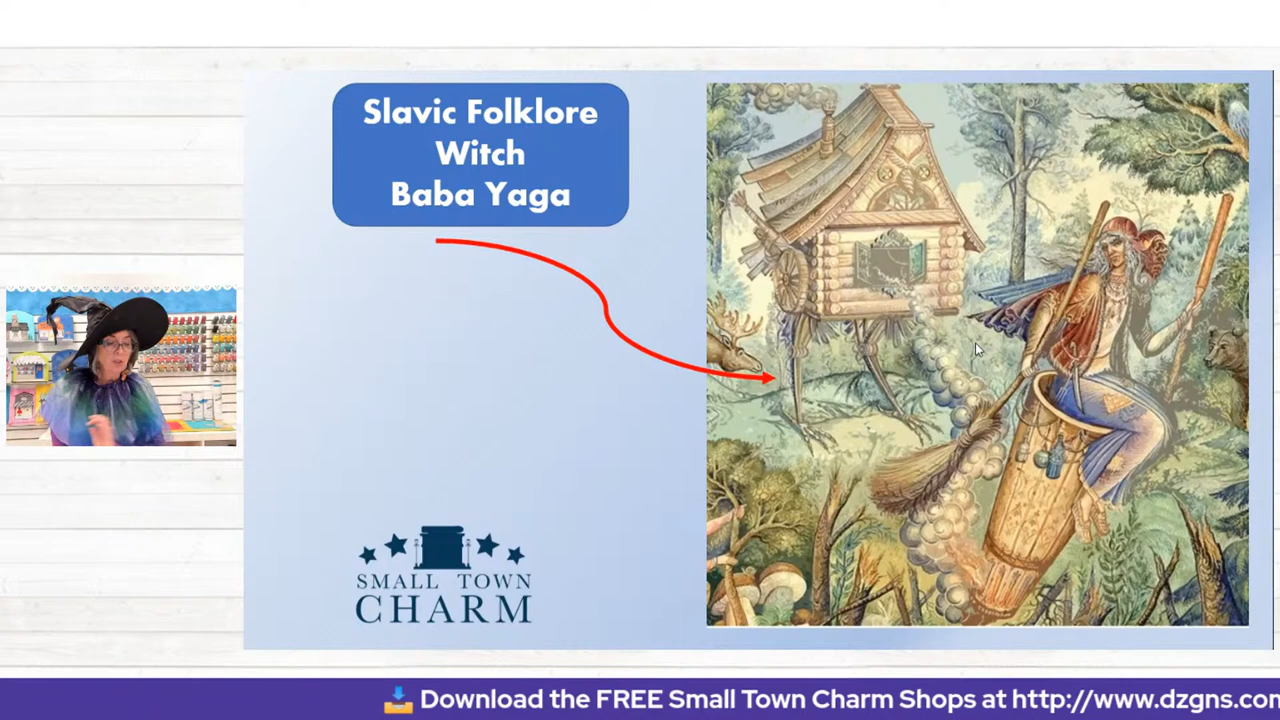 Slavic Folklore
Witch
Baba Yaga
SMALL TOWN
CHARM
Download the FREE Small Town Charm Shops at http://www.dzgns.co